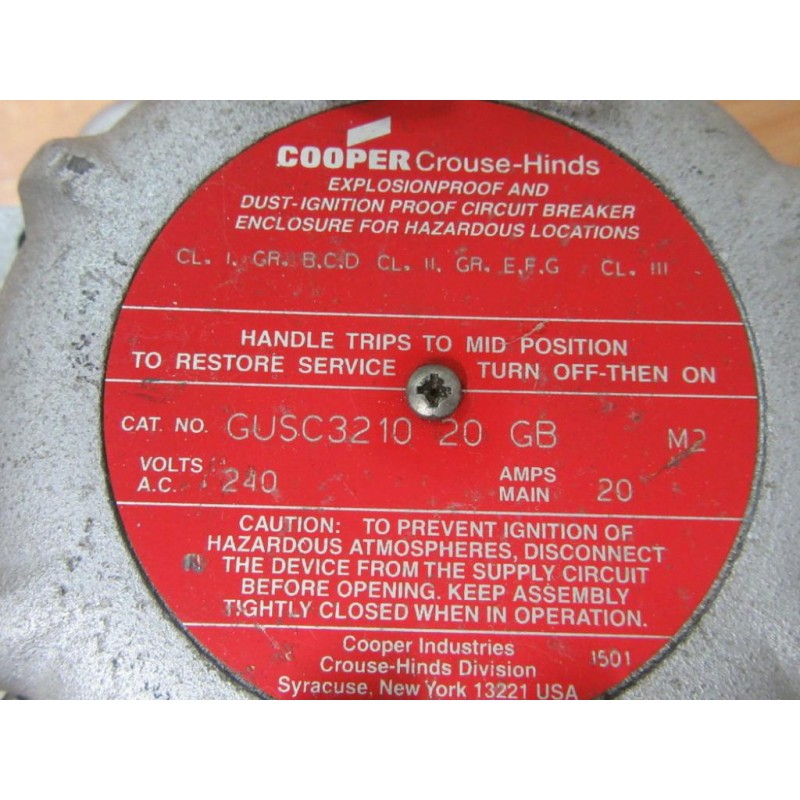 COOPER Crouse-Hinds
EXPLOSIONPROOF AND
DUST-IGNITION PROOF CIRCUIT BREAKER
ENCLOSURE FOR HAZARDOUS LOCATIONS
CL. I, GR. B,C,D CL. II, GR. E,F,G CL. III
HANDLE TRIPS TO MID POSITION
TO RESTORE SERVICE TURN OFF-THEN ON
CAT. NO. GUSC3210 20 GB M2
VOLTS A.C. 240 AMPS MAIN 20
CAUTION: TO PREVENT IGNITION OF
HAZARDOUS ATMOSPHERES, DISCONNECT
THE DEVICE FROM THE SUPPLY CIRCUIT
BEFORE OPENING. KEEP ASSEMBLY
TIGHTLY CLOSED WHEN IN OPERATION.
Cooper Industries
Crouse-Hinds Division 1501
Syracuse, New York 13221 USA